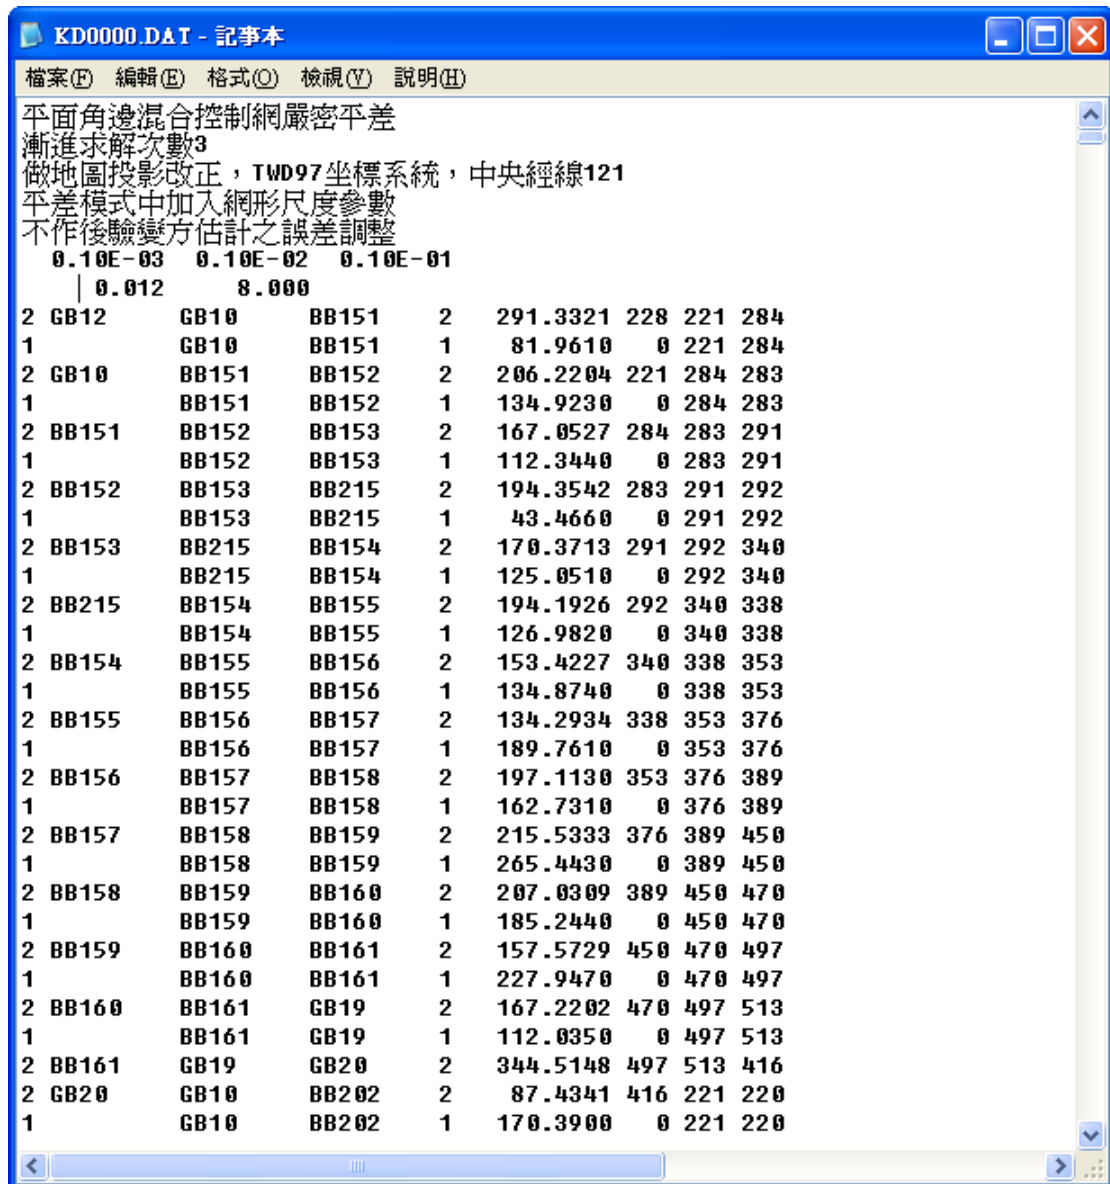 KD0000.DAT - 記事本
檔案(F) 編輯(E) 格式(O) 檢視(V) 說明(H)
平面角邊混合控制網嚴密平差
漸進求解次數3
做地圖投影改正，TWD97坐標系統，中央經線121
平差模式中加入網形尺度參數
不作後驗變方估計之誤差調整
0.10E-03 0.10E-02 0.10E-01
0.012 8.000
2 GB12 GB10 BB151 2 291.3321 228 221 284
1 GB10 BB151 1 81.9610 0 221 284
2 GB10 BB151 BB152 2 206.2204 221 284 283
1 BB151 BB152 1 134.9230 0 284 283
2 BB151 BB152 BB153 2 167.0527 284 283 291
1 BB152 BB153 1 112.3440 0 283 291
2 BB152 BB153 BB215 2 194.3542 283 291 292
1 BB153 BB215 1 43.4660 0 291 292
2 BB153 BB215 BB154 2 170.3713 291 292 340
1 BB215 BB154 1 125.0510 0 292 340
2 BB215 BB154 BB155 2 194.1926 292 340 338
1 BB154 BB155 1 126.9820 0 340 338
2 BB154 BB155 BB156 2 153.4227 340 338 353
1 BB155 BB156 1 134.8740 0 338 353
2 BB155 BB156 BB157 2 134.2934 338 353 376
1 BB156 BB157 1 189.7610 0 353 376
2 BB156 BB157 BB158 2 197.1130 353 376 389
1 BB157 BB158 1 162.7310 0 376 389
2 BB157 BB158 BB159 2 215.5333 376 389 450
1 BB158 BB159 1 265.4430 0 389 450
2 BB158 BB159 BB160 2 207.0309 389 450 470
1 BB159 BB160 1 185.2440 0 450 470
2 BB159 BB160 BB161 2 157.5729 450 470 497
1 BB160 BB161 1 227.9470 0 470 497
2 BB160 BB161 GB19 2 167.2202 470 497 513
1 BB161 GB19 1 112.0350 0 497 513
2 BB161 GB19 GB20 2 344.5148 497 513 416
2 GB20 GB10 BB202 2 87.4341 416 221 220
1 GB10 BB202 1 170.3900 0 221 220